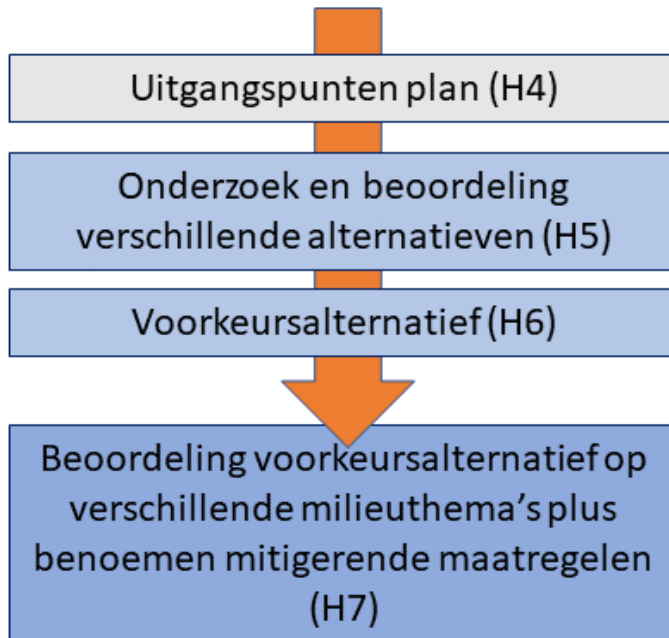 Uitgangspunten plan (H4)
Onderzoek en beoordeling
verschillende alternatieven (H5)
Voorkeursalternatief (H6)
Beoordeling voorkeursalternatief op
verschillende milieuthema's plus
benoemen mitigerende maatregelen
(H7)